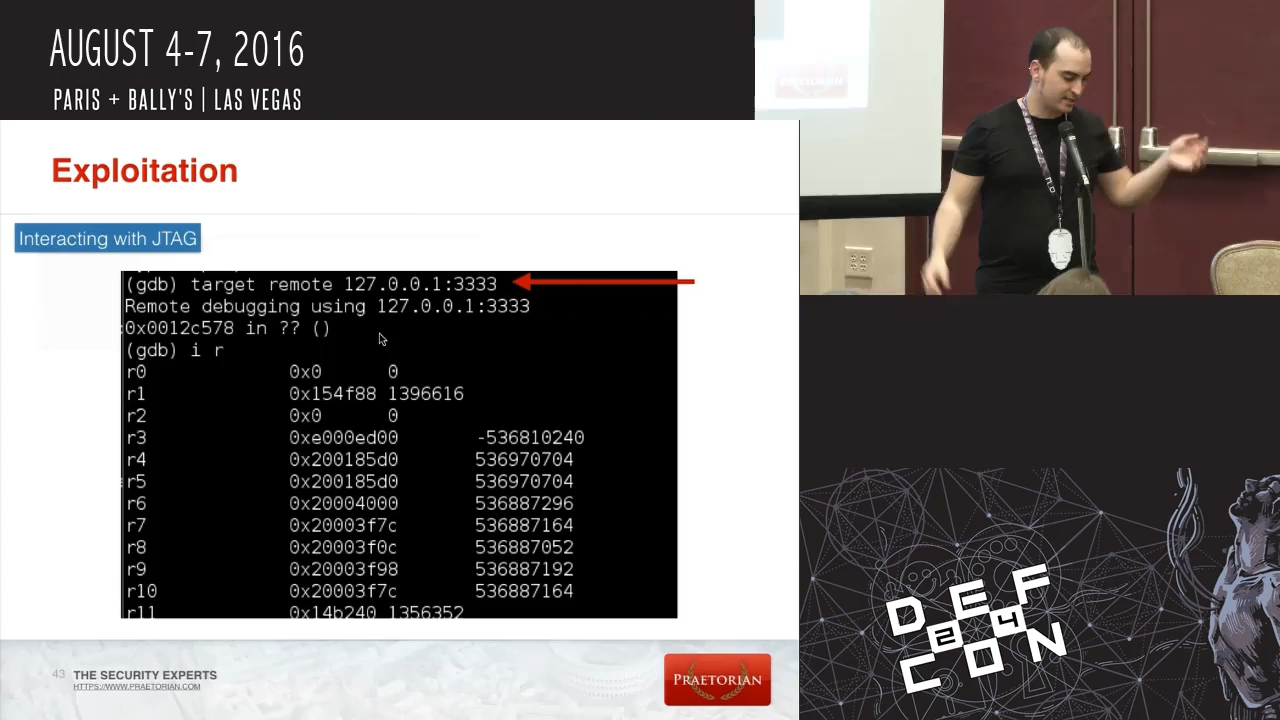 AUGUST 4-7, 2016
PARIS + BALLY'S | LAS VEGAS
PRAETORIAN
Exploitation
Interacting with JTAG
(gdb) target remote 127.0.0.1:3333
Remote debugging using 127.0.0.1:3333
0x0012c578 in ?? ()
(gdb) i r
r0 0x0 0
r1 0x154f88 1396616
r2 0x0 0
r3 0xe000ed00 -536810240
r4 0x200185d0 536970704
r5 0x200185d0 536970704
r6 0x20004000 536887296
r7 0x20003f7c 536887164
r8 0x20003f0c 536887052
r9 0x20003f98 536887192
r10 0x20003f7c 536887164
r11 0x14b240 1356352
43 THE SECURITY EXPERTS
HTTPS://WWW.PRAETORIAN.COM
PRAETORIAN
DEF
24
CON